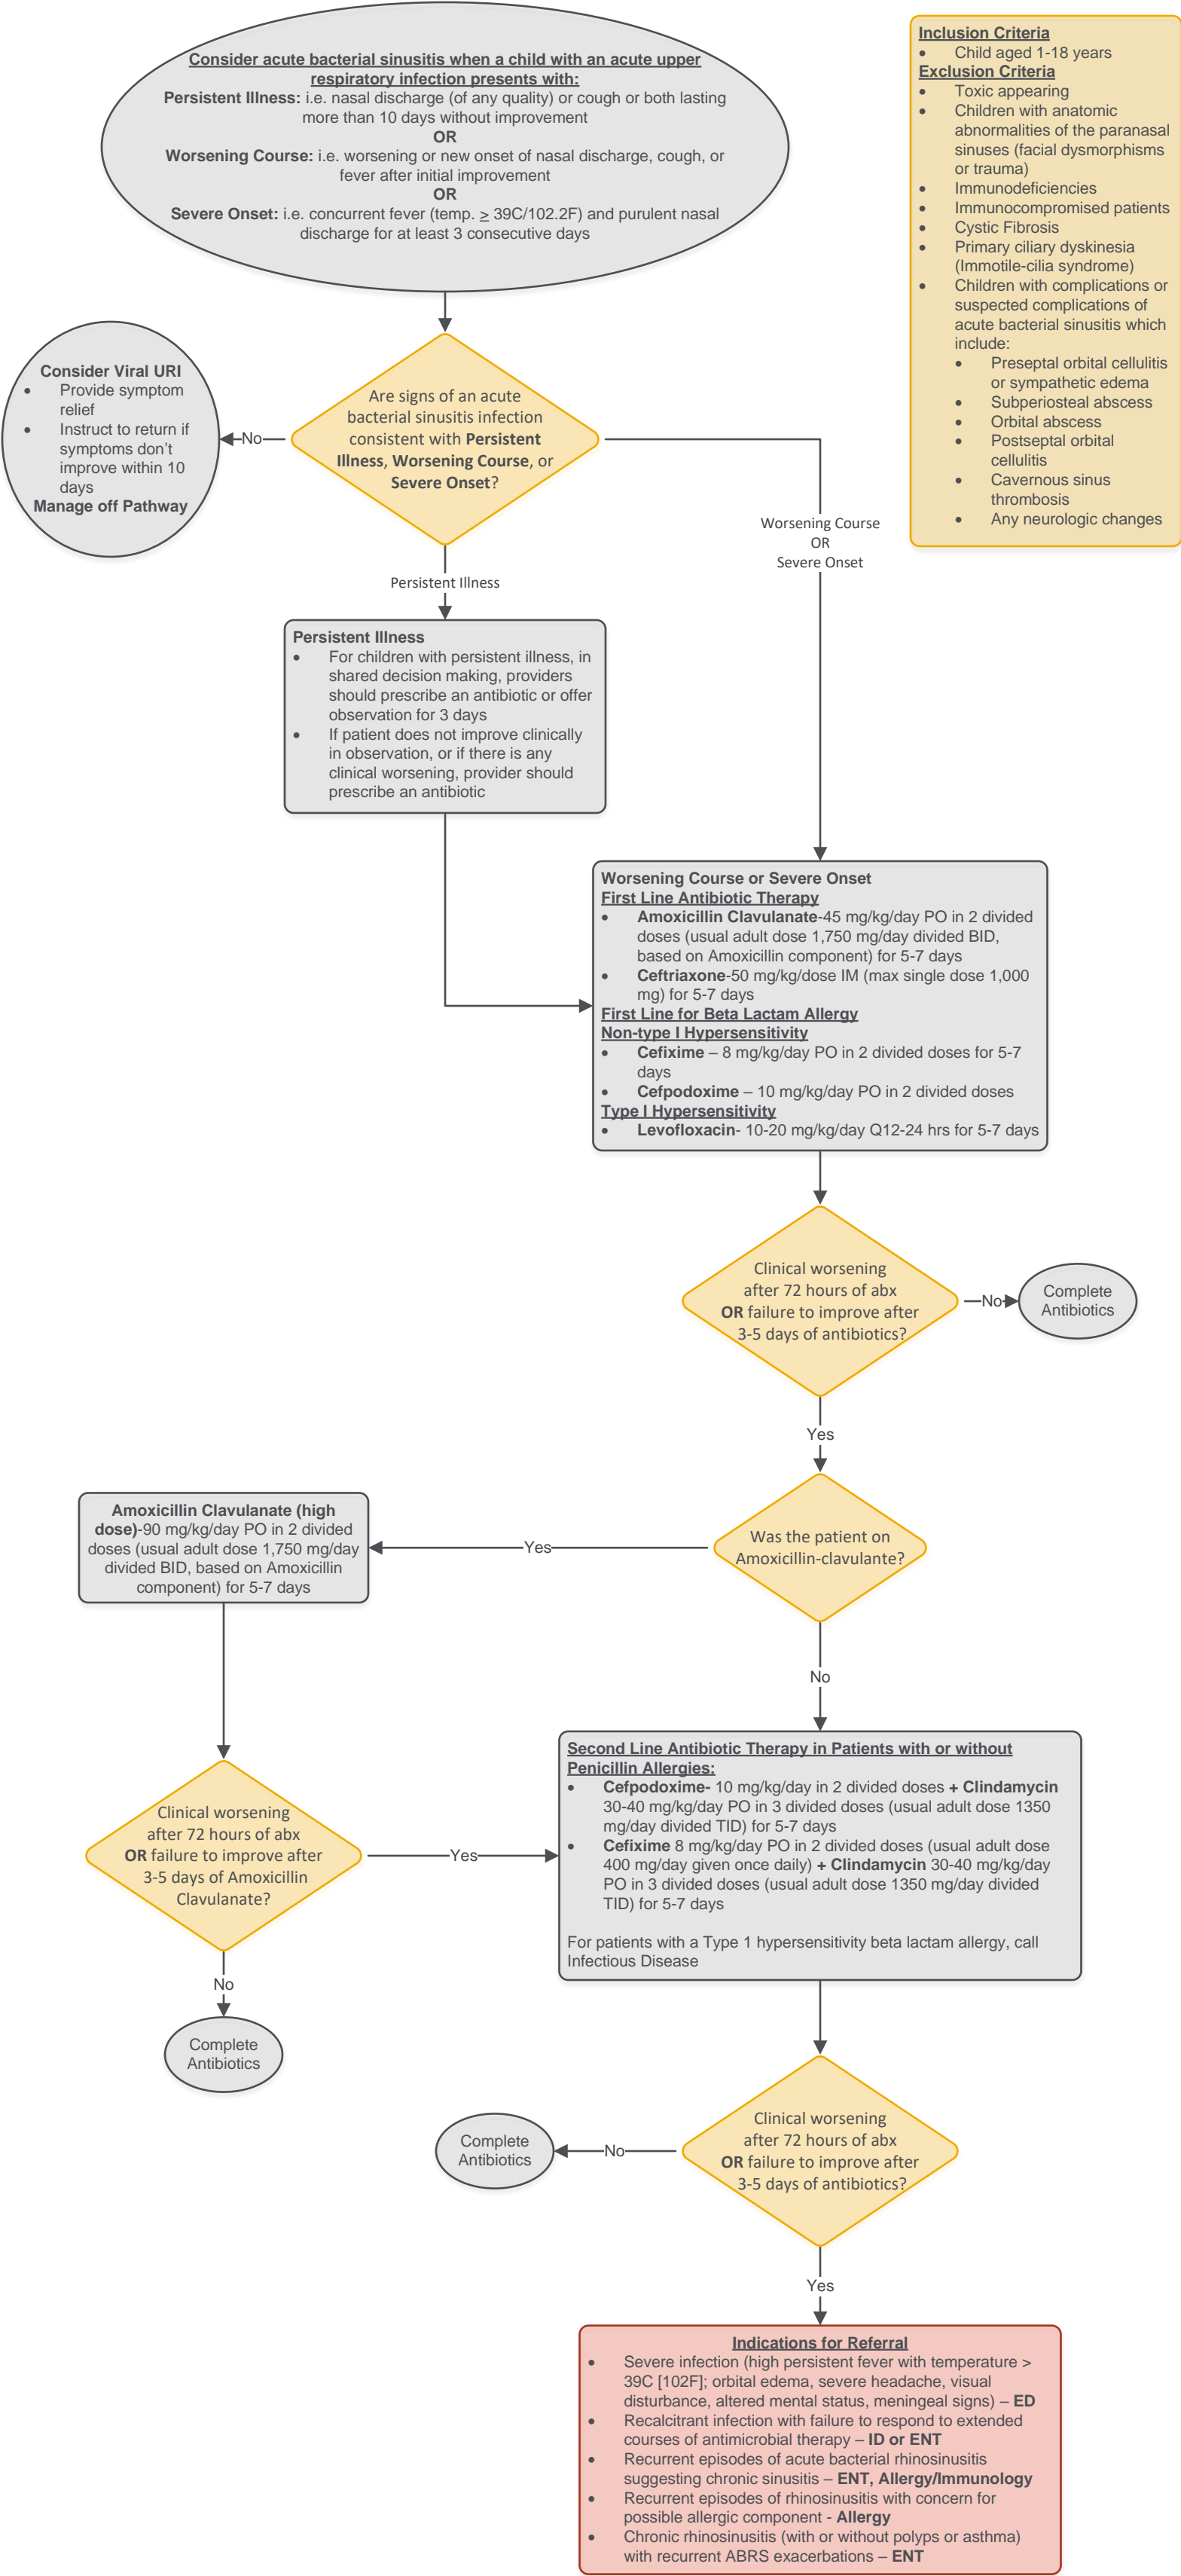 Consider acute bacterial sinusitis when a child with an acute upper
respiratory infection presents with:
Persistent Illness: i.e. nasal discharge (of any quality) or cough or both lasting
more than 10 days without improvement
OR
Worsening Course: i.e. worsening or new onset of nasal discharge, cough, or
fever after initial improvement
OR
Severe Onset: i.e. concurrent fever (temp. ≥ 39C/102.2F) and purulent nasal
discharge for at least 3 consecutive days
Inclusion Criteria
• Child aged 1-18 years
Exclusion Criteria
• Toxic appearing
• Children with anatomic
abnormalities of the paranasal
sinuses (facial dysmorphisms
or trauma)
• Immunodeficiencies
• Immunocompromised patients
• Cystic Fibrosis
• Primary ciliary dyskinesia
(Immotile-cilia syndrome)
• Children with complications or
suspected complications of
acute bacterial sinusitis which
include:
• Preseptal orbital cellulitis
or sympathetic edema
• Subperiosteal abscess
• Orbital abscess
• Postseptal orbital
cellulitis
• Cavernous sinus
thrombosis
• Any neurologic changes
Consider Viral URI
• Provide symptom
relief
• Instruct to return if
symptoms don't
improve within 10
days
Manage off Pathway
No
Are signs of an acute
bacterial sinusitis infection
consistent with Persistent
Illness, Worsening Course, or
Severe Onset?
Worsening Course
OR
Severe Onset
Persistent Illness
Persistent Illness
• For children with persistent illness, in
shared decision making, providers
should prescribe an antibiotic or offer
observation for 3 days
• If patient does not improve clinically
in observation, or if there is any
clinical worsening, provider should
prescribe an antibiotic
Worsening Course or Severe Onset
First Line Antibiotic Therapy
• Amoxicillin Clavulanate-45 mg/kg/day PO in 2 divided
doses (usual adult dose 1,750 mg/day divided BID,
based on Amoxicillin component) for 5-7 days
• Ceftriaxone-50 mg/kg/dose IM (max single dose 1,000
mg) for 5-7 days
First Line for Beta Lactam Allergy
Non-type I Hypersensitivity
• Cefixime – 8 mg/kg/day PO in 2 divided doses for 5-7
days
• Cefpodoxime – 10 mg/kg/day PO in 2 divided doses
Type I Hypersensitivity
• Levofloxacin- 10-20 mg/kg/day Q12-24 hrs for 5-7 days
Clinical worsening
after 72 hours of abx
OR failure to improve after
3-5 days of antibiotics?
No
Complete
Antibiotics
Yes
Was the patient on
Amoxicillin-clavulante?
Yes
Amoxicillin Clavulanate (high
dose)-90 mg/kg/day PO in 2 divided
doses (usual adult dose 1,750 mg/day
divided BID, based on Amoxicillin
component) for 5-7 days
No
Clinical worsening
after 72 hours of abx
OR failure to improve after
3-5 days of Amoxicillin
Clavulanate?
Yes
No
Complete
Antibiotics
Second Line Antibiotic Therapy in Patients with or without
Penicillin Allergies:
• Cefpodoxime- 10 mg/kg/day in 2 divided doses + Clindamycin
30-40 mg/kg/day PO in 3 divided doses (usual adult dose 1350
mg/day divided TID) for 5-7 days
• Cefixime 8 mg/kg/day PO in 2 divided doses (usual adult dose
400 mg/day given once daily) + Clindamycin 30-40 mg/kg/day
PO in 3 divided doses (usual adult dose 1350 mg/day divided
TID) for 5-7 days
For patients with a Type 1 hypersensitivity beta lactam allergy, call
Infectious Disease
Clinical worsening
after 72 hours of abx
OR failure to improve after
3-5 days of antibiotics?
No
Complete
Antibiotics
Yes
Indications for Referral
• Severe infection (high persistent fever with temperature >
39C [102F]; orbital edema, severe headache, visual
disturbance, altered mental status, meningeal signs) – ED
• Recalcitrant infection with failure to respond to extended
courses of antimicrobial therapy – ID or ENT
• Recurrent episodes of acute bacterial rhinosinusitis
suggesting chronic sinusitis – ENT, Allergy/Immunology
• Recurrent episodes of rhinosinusitis with concern for
possible allergic component - Allergy
• Chronic rhinosinusitis (with or without polyps or asthma)
with recurrent ABRS exacerbations – ENT